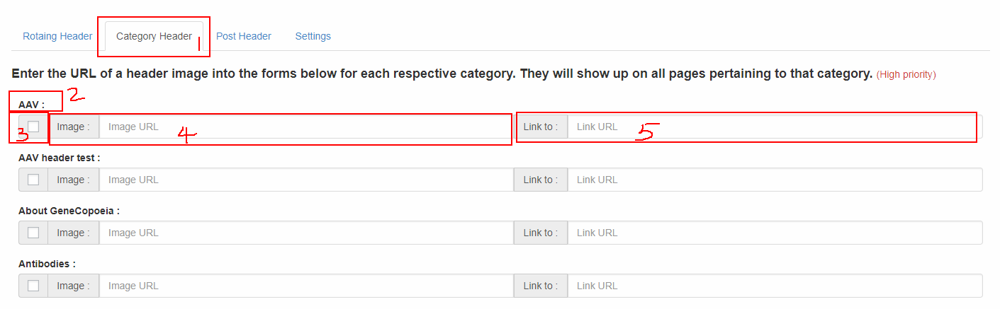 Rotaing Header Category Header 1 Post Header Settings
Enter the URL of a header image into the forms below for each respective category. They will show up on all pages pertaining to that category. (High priority)
AAV : 2
3 Image : Image URL 4 Link to : Link URL 5
AAV header test :
Image : Image URL Link to : Link URL
About GeneCopoeia :
Image : Image URL Link to : Link URL
Antibodies :
Image : Image URL Link to : Link URL